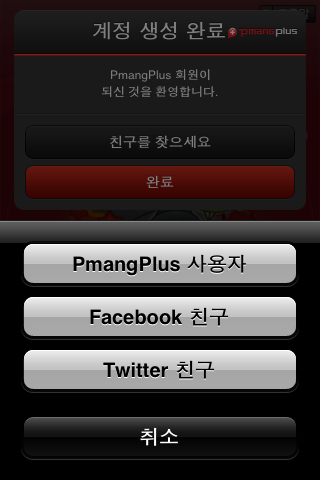 계정 생성 완료
pmangplus
PmangPlus 회원이
되신 것을 환영합니다.
친구를 찾으세요
완료
PmangPlus 사용자
Facebook 친구
Twitter 친구
취소